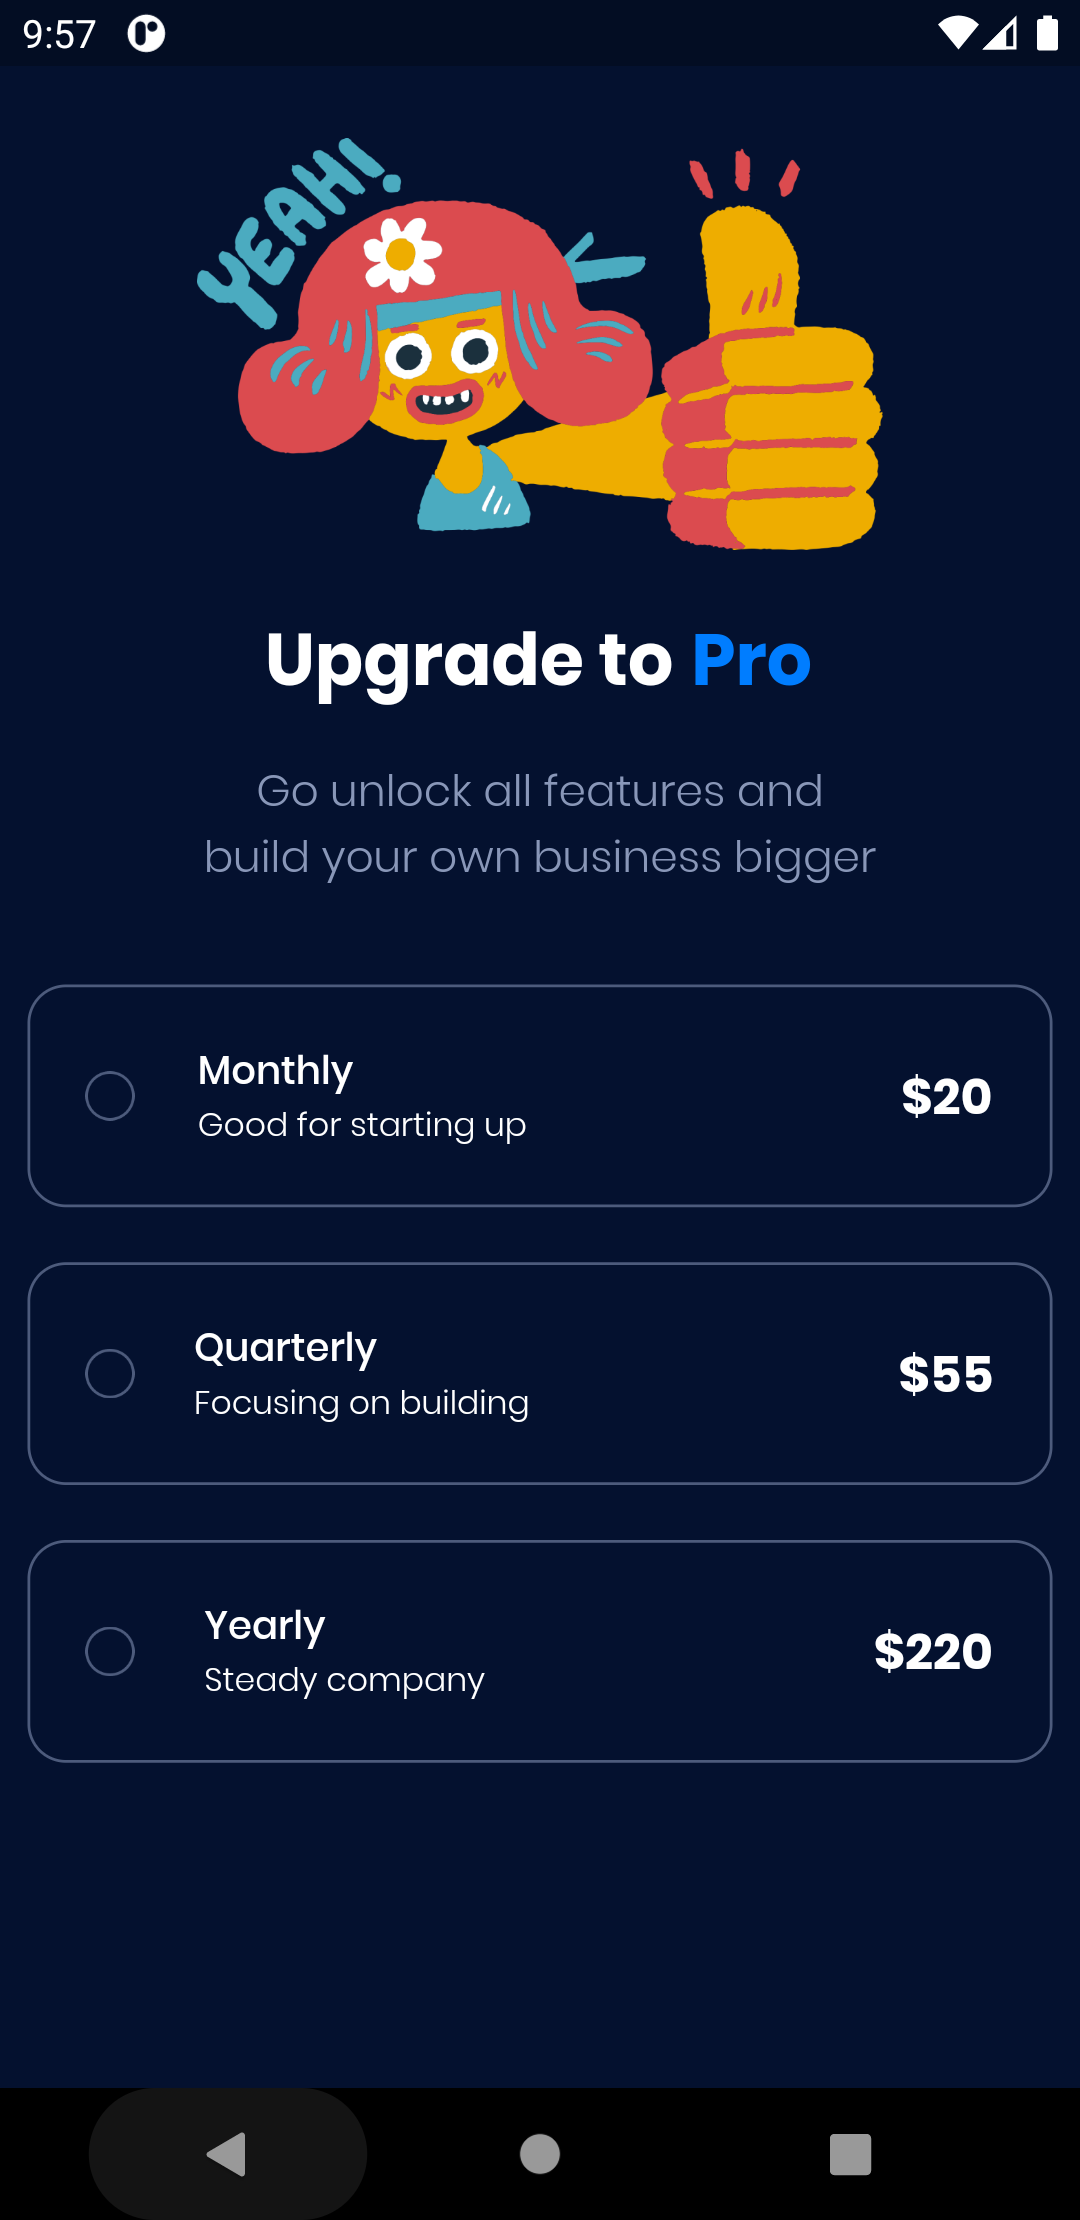 9:57
YEAH!
Upgrade to Pro
Go unlock all features and
build your own business bigger
Monthly
Good for starting up
$20
Quarterly
Focusing on building
$55
Yearly
Steady company
$220